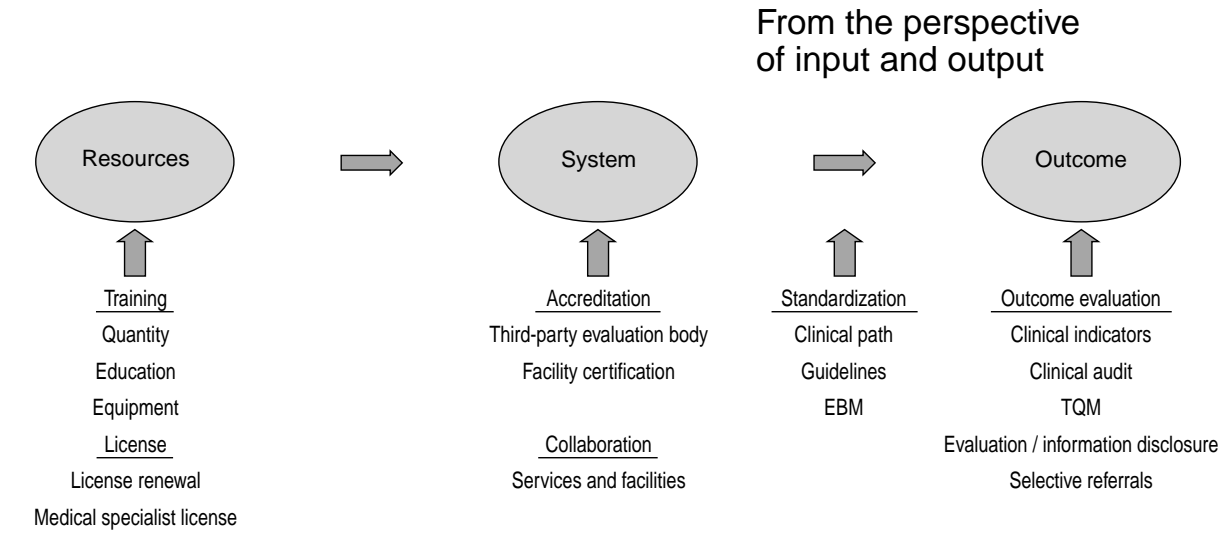 From the perspective
of input and output
Resources
System
Outcome
Training
Quantity
Education
Equipment
License
License renewal
Medical specialist license
Accreditation
Third-party evaluation body
Facility certification
Collaboration
Services and facilities
Standardization
Clinical path
Guidelines
EBM
Outcome evaluation
Clinical indicators
Clinical audit
TQM
Evaluation / information disclosure
Selective referrals